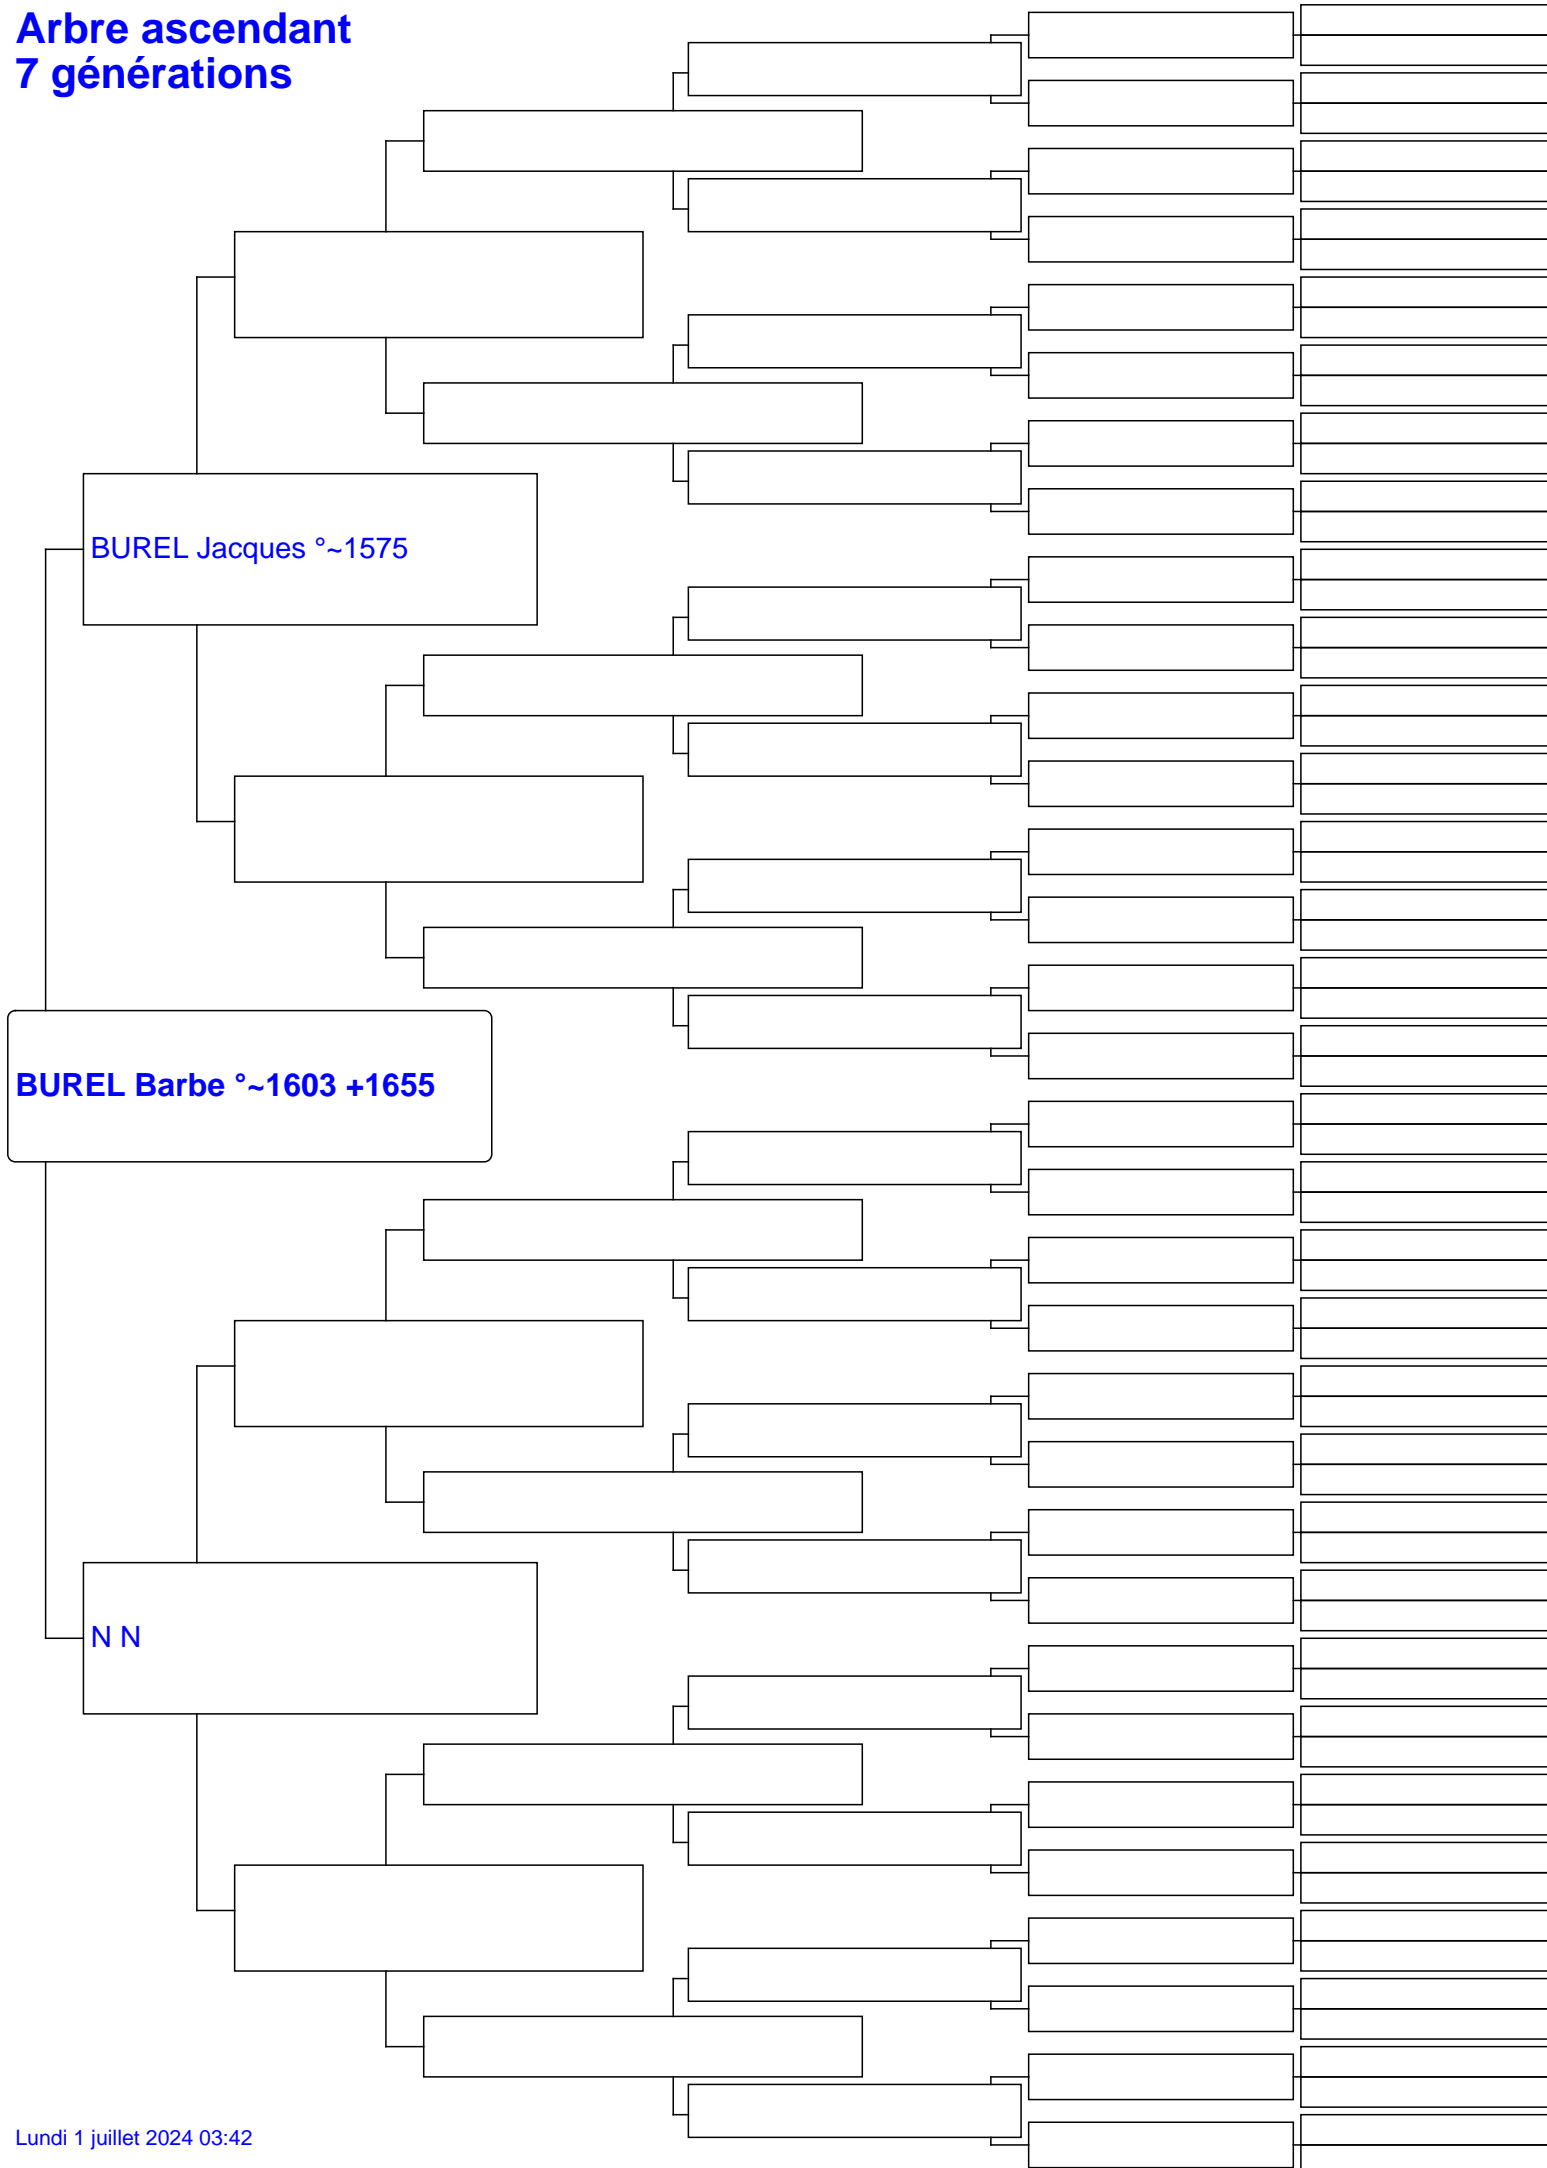 Arbre ascendant
7 générations
BUREL Jacques °~1575
BUREL Barbe °~1603 +1655
N N
Lundi 1 juillet 2024 03:42